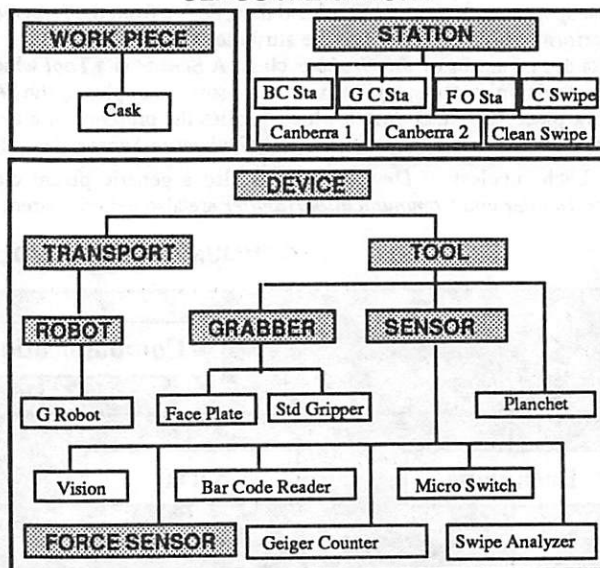 WORK PIECE
Cask
STATION
BC Sta G C Sta F O Sta C Swipe
Canberra 1 Canberra 2 Clean Swipe
DEVICE
TRANSPORT TOOL
ROBOT GRABBER SENSOR
G Robot Face Plate Std Gripper Planchet
Vision Bar Code Reader Micro Switch
FORCE SENSOR Geiger Counter Swipe Analyzer